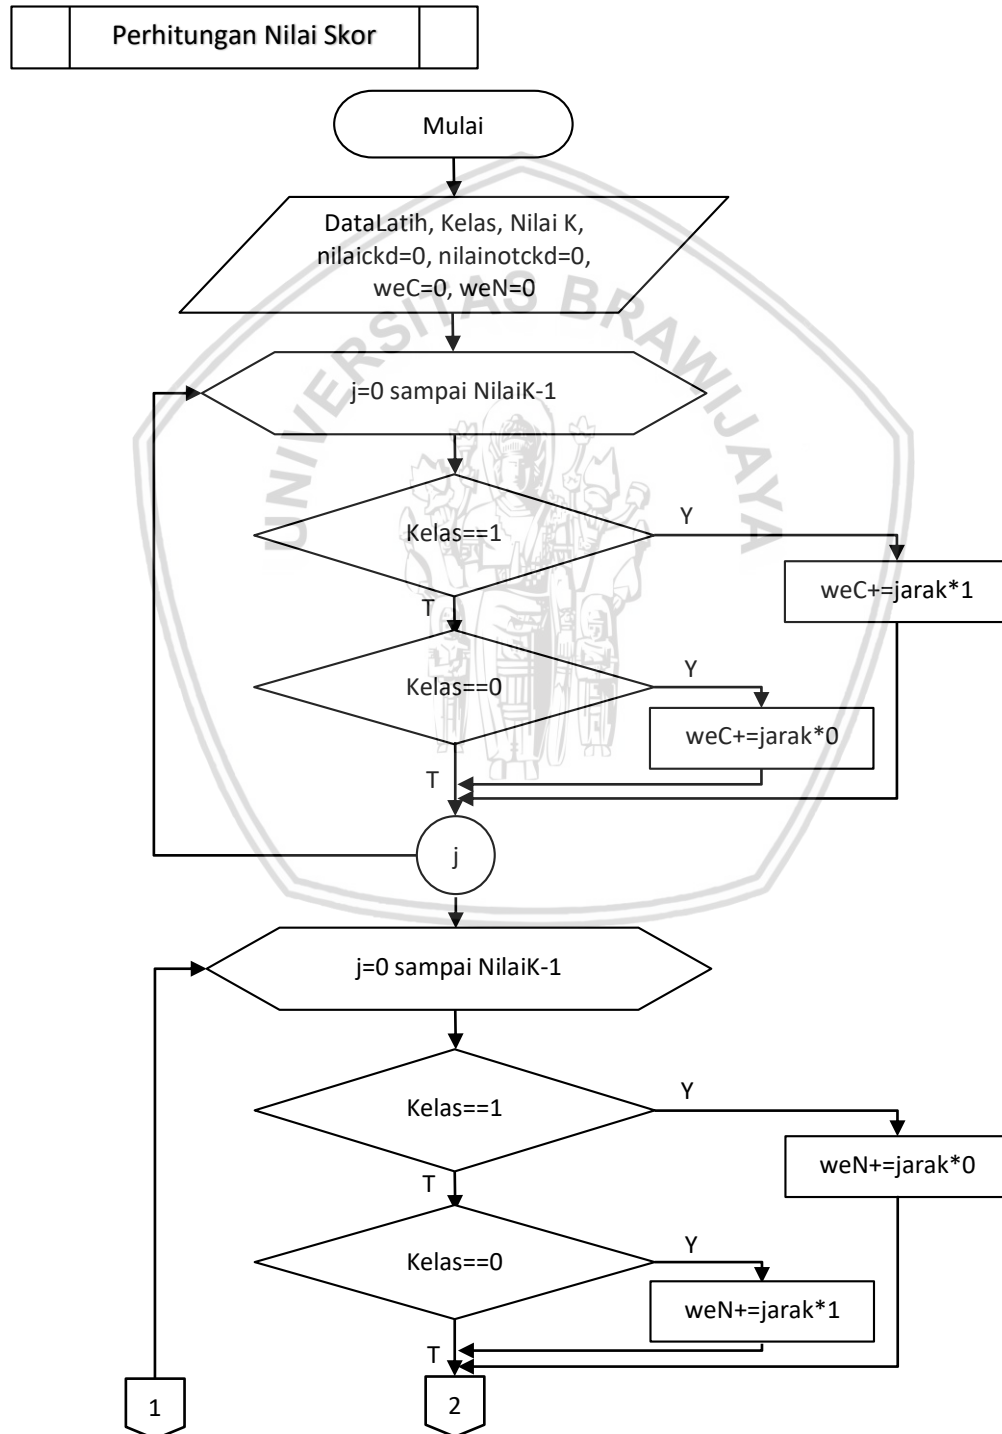 Perhitungan Nilai Skor
Mulai
DataLatih, Kelas, Nilai K,
nilaickd=0, nilainotckd=0,
weC=0, weN=0
UNIVERSITAS BRAWIJAYA
j=0 sampai NilaiK-1
Kelas==1
Y
weC+=jarak*1
T
Kelas==0
Y
weC+=jarak*0
T
j
j=0 sampai NilaiK-1
Kelas==1
Y
weN+=jarak*0
T
Kelas==0
Y
weN+=jarak*1
T
1
2